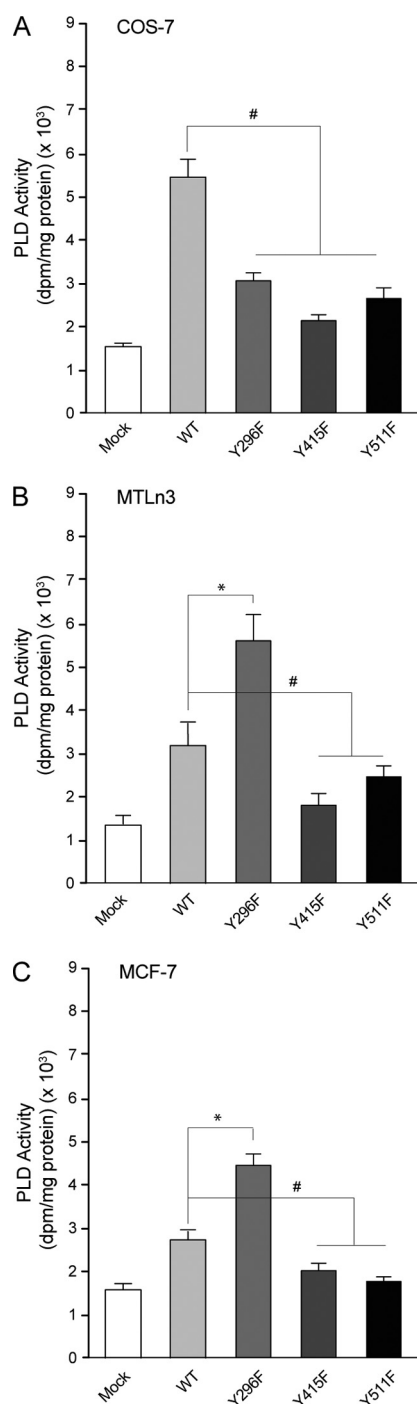 A
COS-7
PLD Activity
(dpm/mg protein) (x 10³)
9
8
7
6
5
4
3
2
1
0
#
Mock
WT
Y296F
Y415F
Y511F
B
MTLn3
PLD Activity
(dpm/mg protein) (x 10³)
9
8
7
6
5
4
3
2
1
0
*
#
Mock
WT
Y296F
Y415F
Y511F
C
MCF-7
PLD Activity
(dpm/mg protein) (x 10³)
9
8
7
6
5
4
3
2
1
0
*
#
Mock
WT
Y296F
Y415F
Y511F